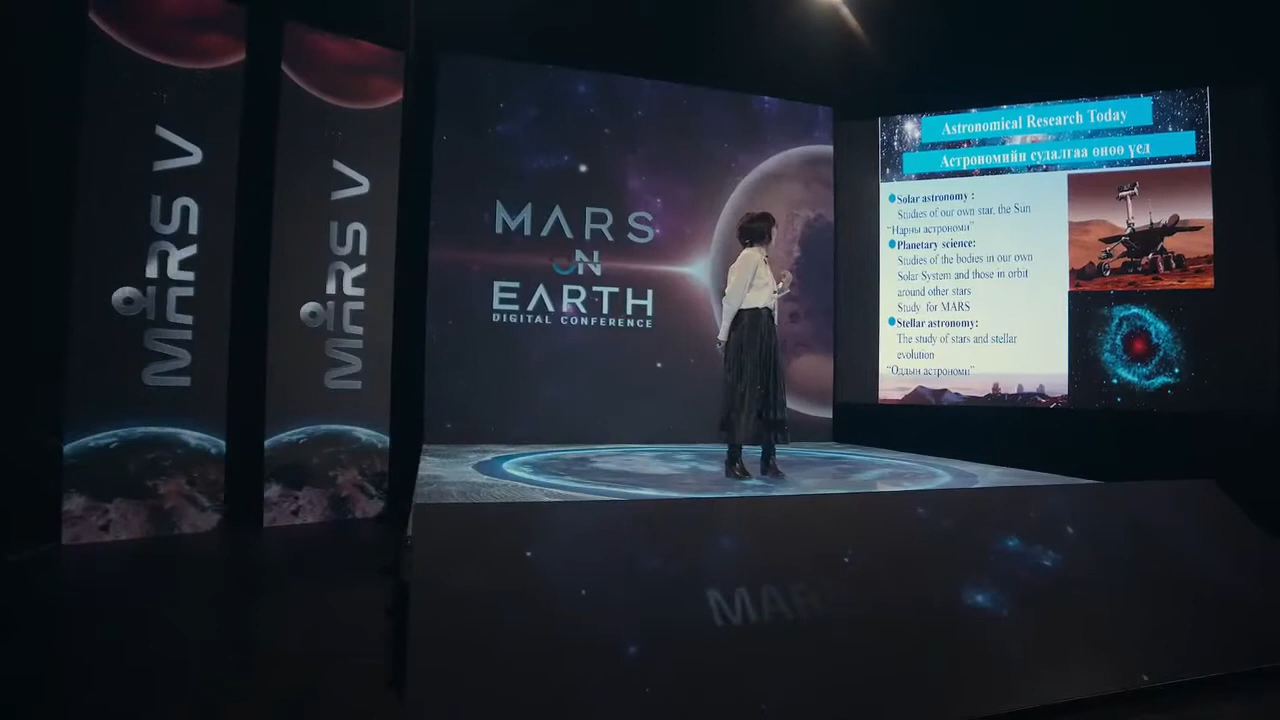 MARS V
MARS V
MARS
ON
EARTH
DIGITAL CONFERENCE
Astronomical Research Today
Астрономийн судалгаа өнөө үед
Solar astronomy :
Studies of our own star, the Sun
“Нарны астрономи”
Planetary science:
Studies of the bodies in our own
Solar System and those in orbit
around other stars
Study for MARS
Stellar astronomy:
The study of stars and stellar
evolution
“Оддын астрономи”
MAR